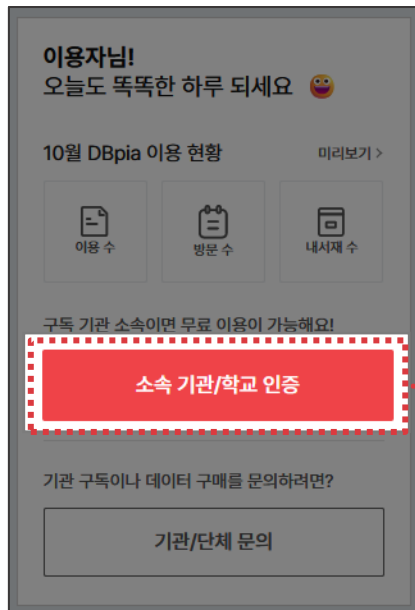 이용자님!
오늘도 똑똑한 하루 되세요
10월 DBpia 이용 현황
미리보기 >
이용 수
방문 수
내서재 수
구독 기관 소속이면 무료 이용이 가능해요!
소속 기관/학교 인증
기관 구독이나 데이터 구매를 문의하려면?
기관/단체 문의